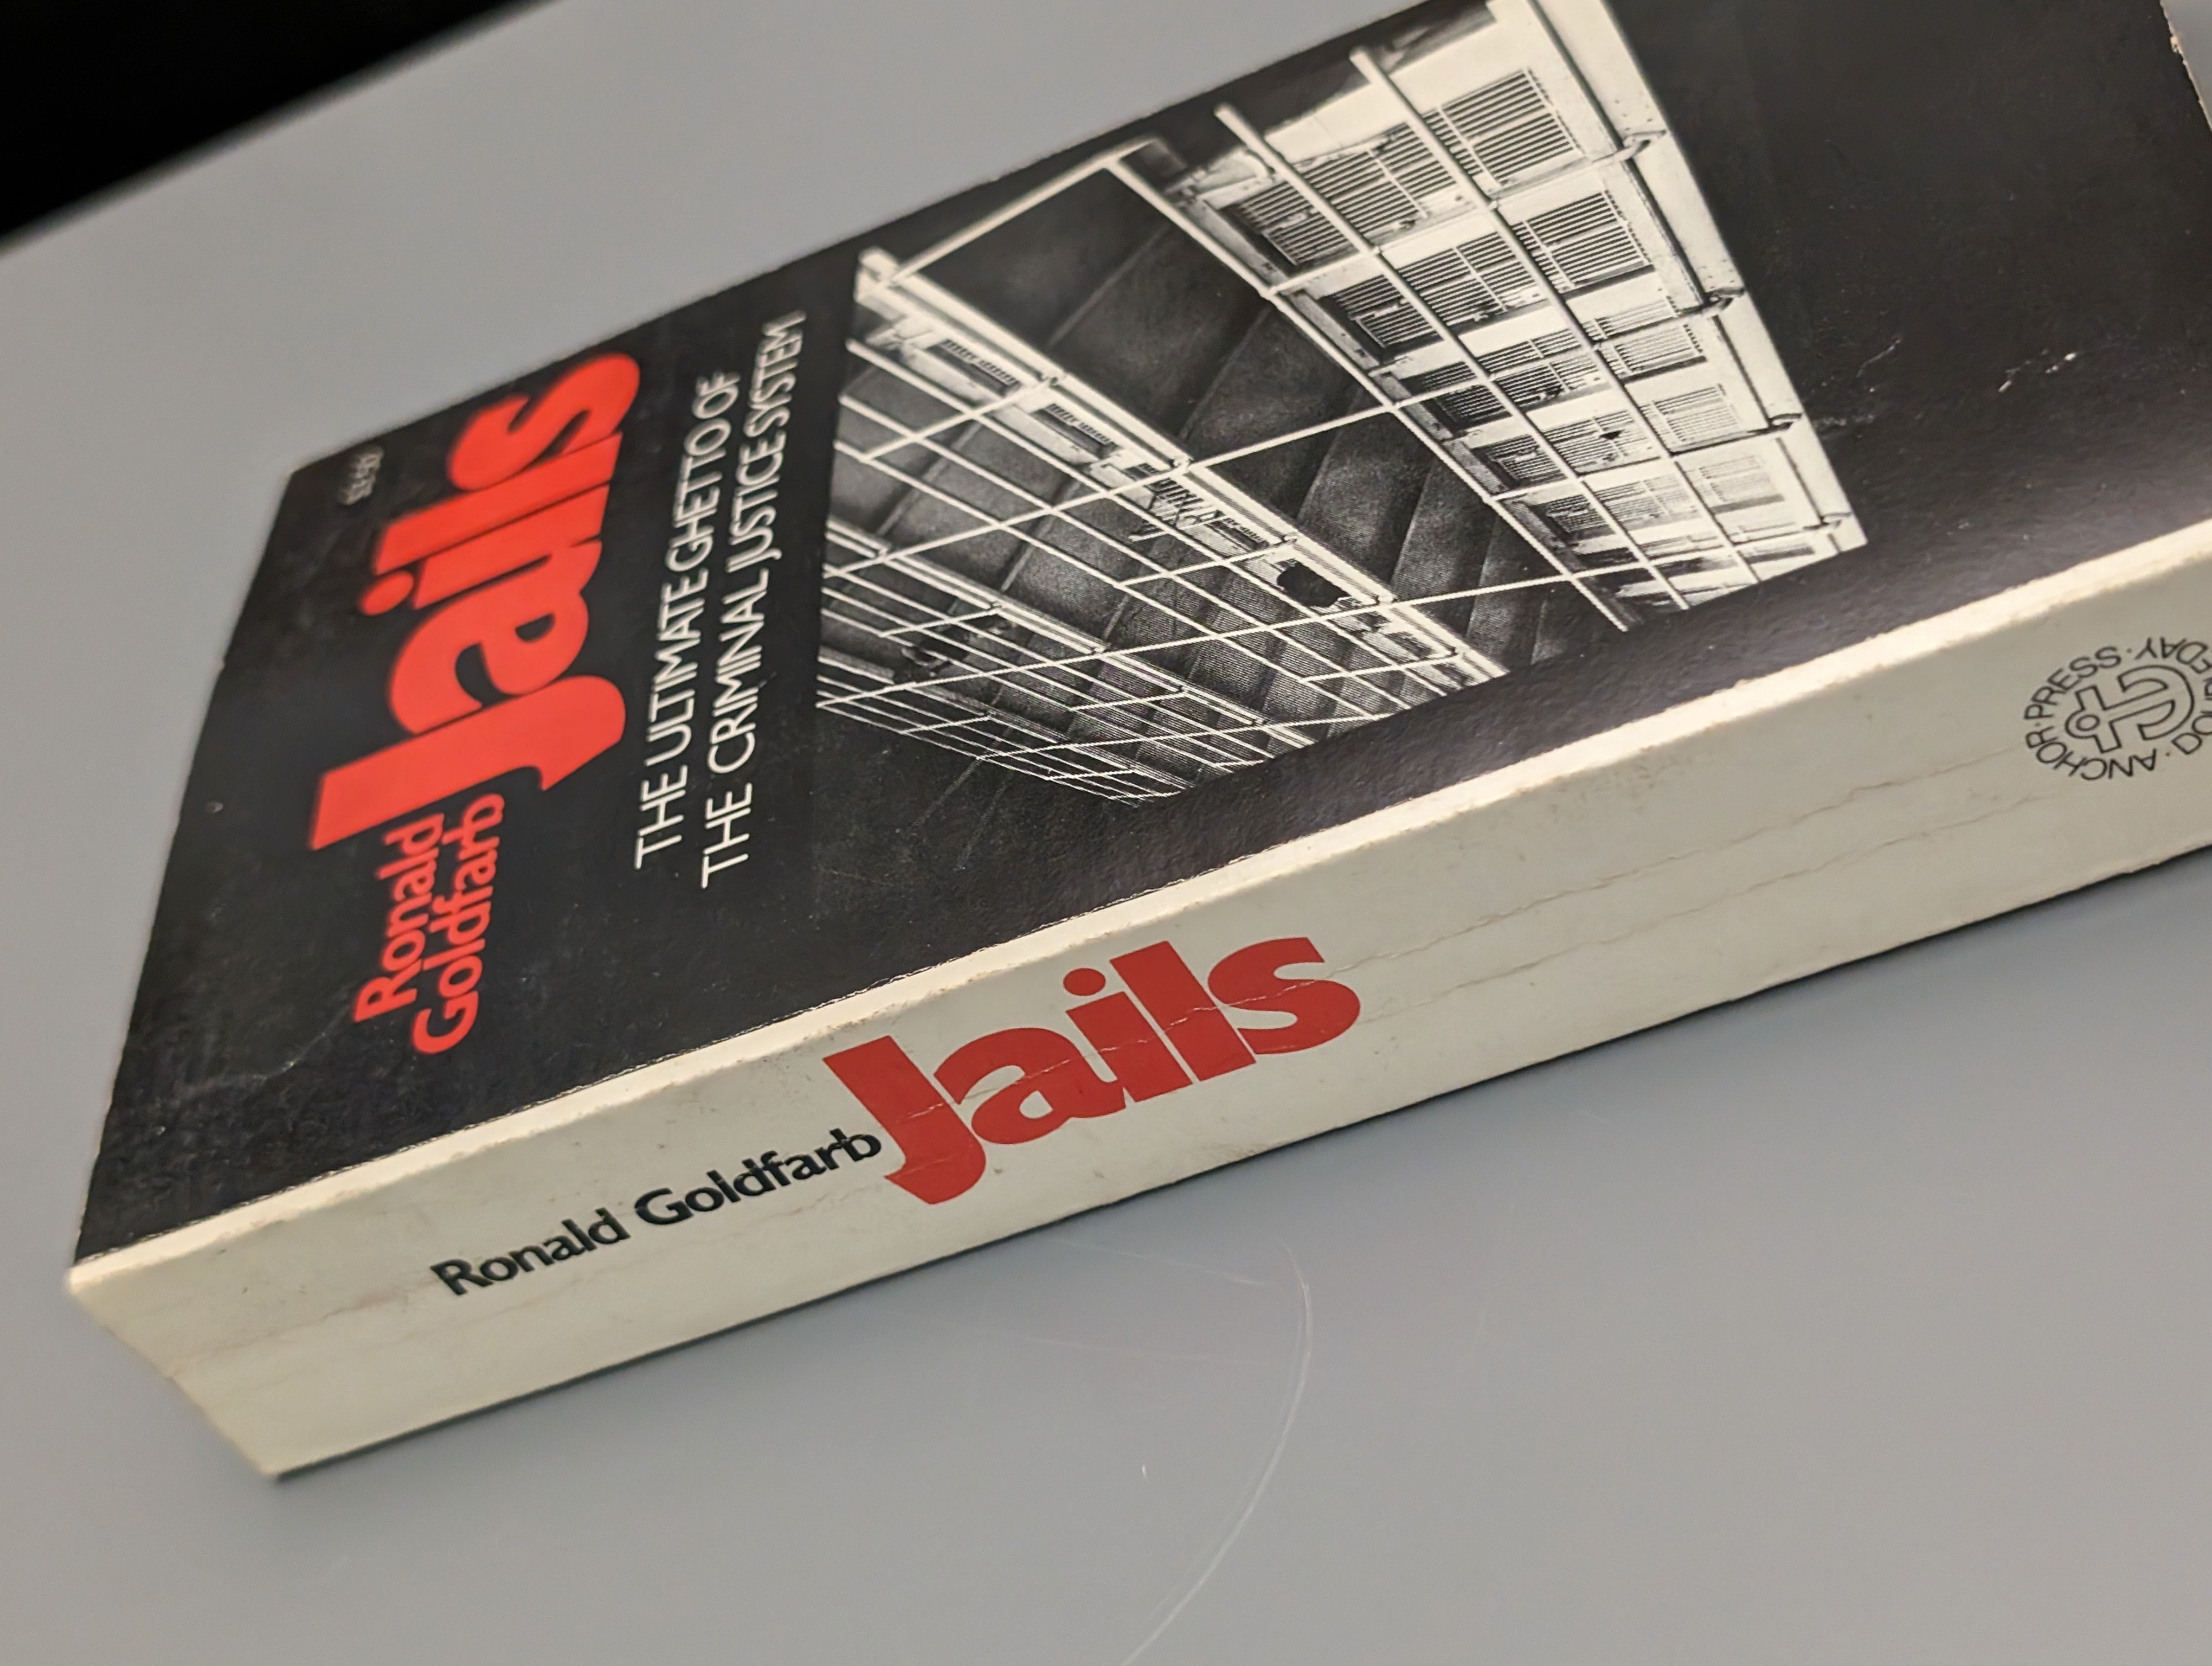 Ronald
Goldfarb
Jails
THE ULTIMATE GHETTO OF
THE CRIMINAL JUSTICE SYSTEM
Ronald Goldfarb Jails
ANCHOR·PRESS·